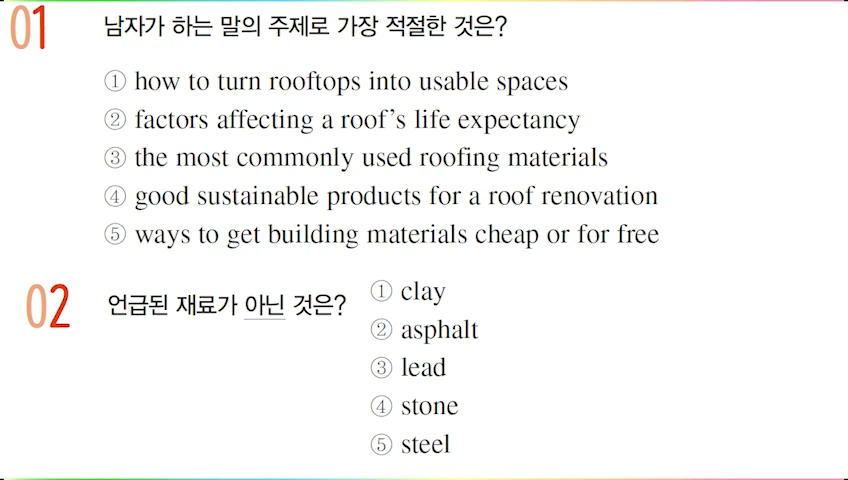 01 남자가 하는 말의 주제로 가장 적절한 것은?
① how to turn rooftops into usable spaces
② factors affecting a roof’s life expectancy
③ the most commonly used roofing materials
④ good sustainable products for a roof renovation
⑤ ways to get building materials cheap or for free
02 언급된 재료가 아닌 것은?
① clay
② asphalt
③ lead
④ stone
⑤ steel